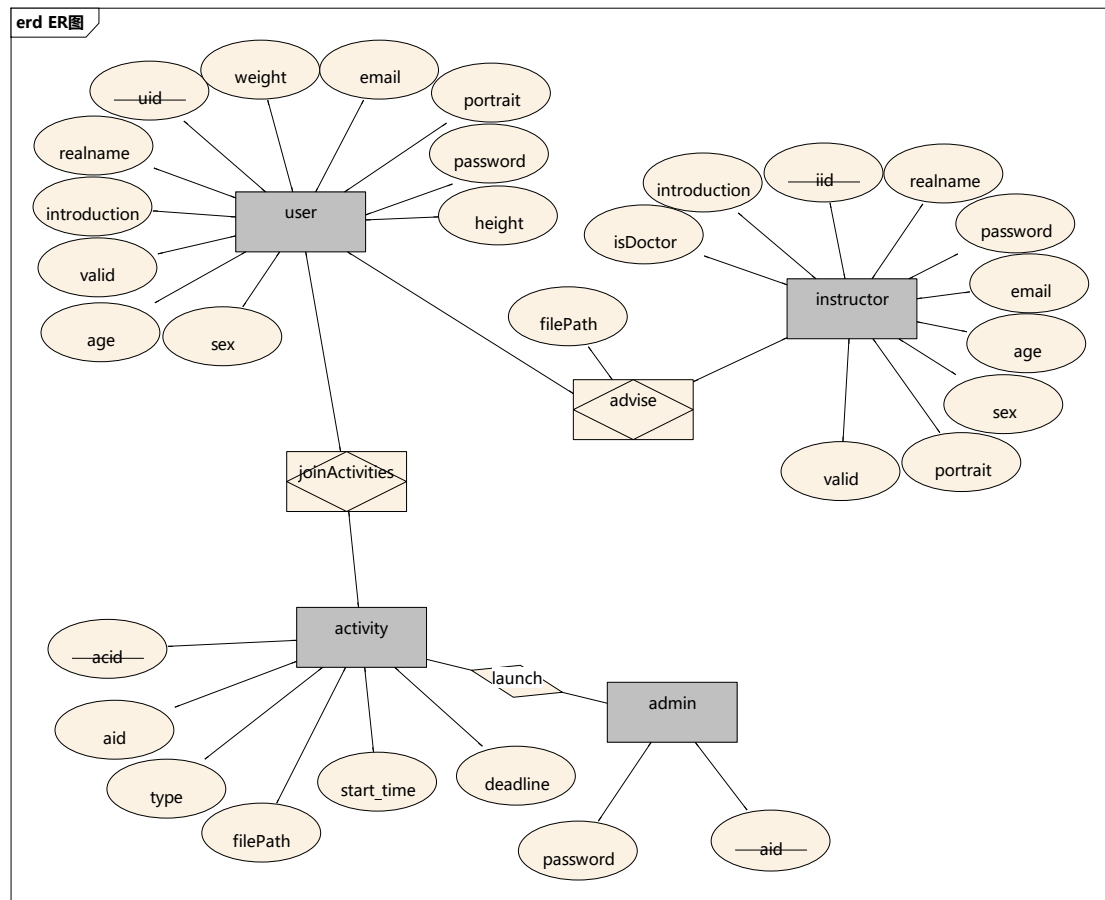 erd ER图
weight
email
uid
portrait
realname
password
introduction
user
height
valid
age
sex
iid
realname
introduction
isDoctor
password
email
instructor
age
filePath
advise
sex
portrait
valid
joinActivities
activity
acid
launch
admin
aid
type
start_time
deadline
filePath
password
aid